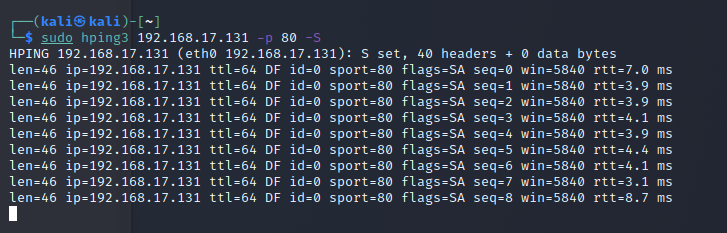 ┌──(kali㉿kali)-[~]
└─$ sudo hping3 192.168.17.131 -p 80 -S
HPING 192.168.17.131 (eth0 192.168.17.131): S set, 40 headers + 0 data bytes
len=46 ip=192.168.17.131 ttl=64 DF id=0 sport=80 flags=SA seq=0 win=5840 rtt=7.0 ms
len=46 ip=192.168.17.131 ttl=64 DF id=0 sport=80 flags=SA seq=1 win=5840 rtt=3.9 ms
len=46 ip=192.168.17.131 ttl=64 DF id=0 sport=80 flags=SA seq=2 win=5840 rtt=3.9 ms
len=46 ip=192.168.17.131 ttl=64 DF id=0 sport=80 flags=SA seq=3 win=5840 rtt=4.1 ms
len=46 ip=192.168.17.131 ttl=64 DF id=0 sport=80 flags=SA seq=4 win=5840 rtt=3.9 ms
len=46 ip=192.168.17.131 ttl=64 DF id=0 sport=80 flags=SA seq=5 win=5840 rtt=4.4 ms
len=46 ip=192.168.17.131 ttl=64 DF id=0 sport=80 flags=SA seq=6 win=5840 rtt=4.1 ms
len=46 ip=192.168.17.131 ttl=64 DF id=0 sport=80 flags=SA seq=7 win=5840 rtt=3.1 ms
len=46 ip=192.168.17.131 ttl=64 DF id=0 sport=80 flags=SA seq=8 win=5840 rtt=8.7 ms